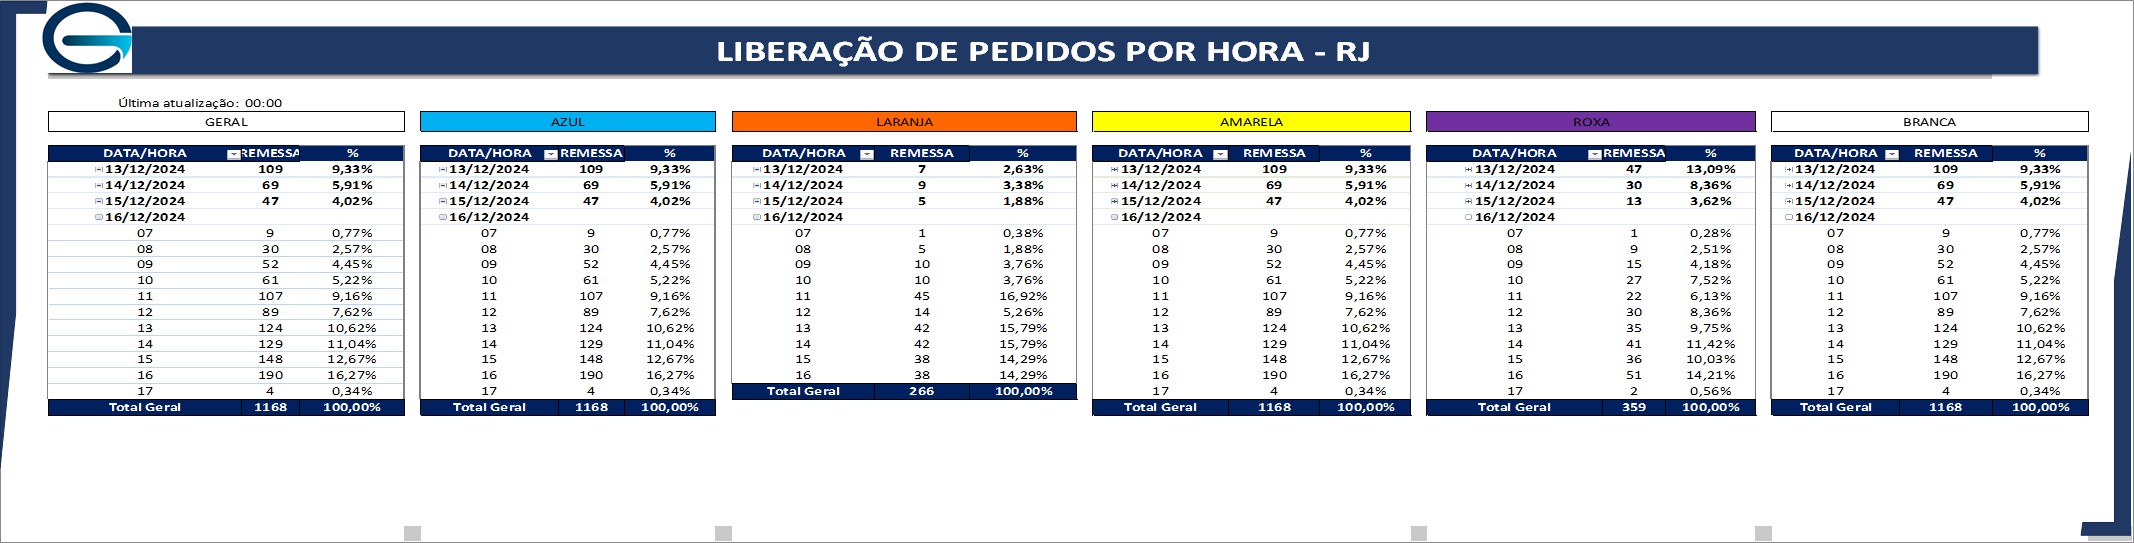 LIBERAÇÃO DE PEDIDOS POR HORA - RJ
Última atualização: 00:00
GERAL AZUL LARANJA AMARELA ROXA BRANCA
DATA/HORA REMESSA % DATA/HORA REMESSA % DATA/HORA REMESSA % DATA/HORA REMESSA % DATA/HORA REMESSA % DATA/HORA REMESSA %
13/12/2024 109 9,33% 13/12/2024 109 9,33% 13/12/2024 7 2,63% 13/12/2024 109 9,33% 13/12/2024 47 13,09% 13/12/2024 109 9,33%
14/12/2024 69 5,91% 14/12/2024 69 5,91% 14/12/2024 9 3,38% 14/12/2024 69 5,91% 14/12/2024 30 8,36% 14/12/2024 69 5,91%
15/12/2024 47 4,02% 15/12/2024 47 4,02% 15/12/2024 5 1,88% 15/12/2024 47 4,02% 15/12/2024 13 3,62% 15/12/2024 47 4,02%
16/12/2024 16/12/2024 16/12/2024 16/12/2024 16/12/2024 16/12/2024
07 9 0,77% 07 9 0,77% 07 1 0,38% 07 9 0,77% 07 1 0,28% 07 9 0,77%
08 30 2,57% 08 30 2,57% 08 5 1,88% 08 30 2,57% 08 9 2,51% 08 30 2,57%
09 52 4,45% 09 52 4,45% 09 10 3,76% 09 52 4,45% 09 15 4,18% 09 52 4,45%
10 61 5,22% 10 61 5,22% 10 10 3,76% 10 61 5,22% 10 27 7,52% 10 61 5,22%
11 107 9,16% 11 107 9,16% 11 45 16,92% 11 107 9,16% 11 22 6,13% 11 107 9,16%
12 89 7,62% 12 89 7,62% 12 14 5,26% 12 89 7,62% 12 30 8,36% 12 89 7,62%
13 124 10,62% 13 124 10,62% 13 42 15,79% 13 124 10,62% 13 35 9,75% 13 124 10,62%
14 129 11,04% 14 129 11,04% 14 42 15,79% 14 129 11,04% 14 41 11,42% 14 129 11,04%
15 148 12,67% 15 148 12,67% 15 38 14,29% 15 148 12,67% 15 36 10,03% 15 148 12,67%
16 190 16,27% 16 190 16,27% 16 38 14,29% 16 190 16,27% 16 51 14,21% 16 190 16,27%
17 4 0,34% 17 4 0,34% Total Geral 266 100,00% 17 4 0,34% 17 2 0,56% 17 4 0,34%
Total Geral 1168 100,00% Total Geral 1168 100,00% Total Geral 1168 100,00% Total Geral 359 100,00% Total Geral 1168 100,00%